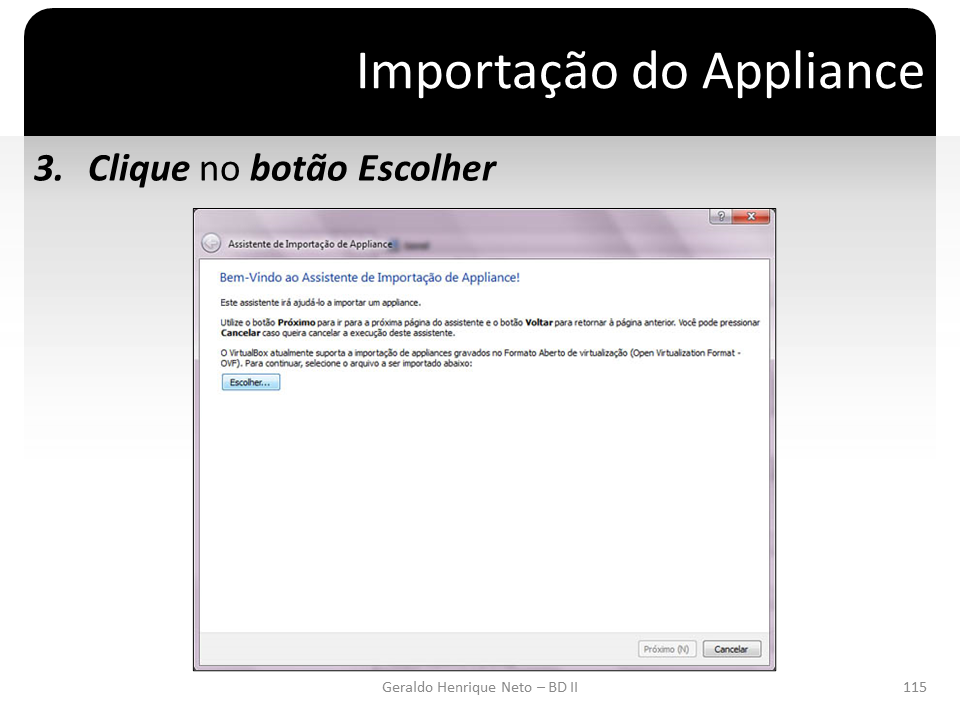 Importação do Appliance
3. Clique no botão Escolher
Assistente de Importação de Appliance
Bem-Vindo ao Assistente de Importação de Appliance!
Este assistente irá ajudá-lo a importar um appliance.
Utilize o botão Próximo para ir para a próxima página do assistente e o botão Voltar para retornar à página anterior. Você pode pressionar
Cancelar caso queira cancelar a execução deste assistente.
O VirtualBox atualmente suporta a importação de appliances gravados no Formato Aberto de virtualização (Open Virtualization Format -
OVF). Para continuar, selecione o arquivo a ser importado abaixo:
Escolher...
Próximo (N) Cancelar
Geraldo Henrique Neto – BD II 115